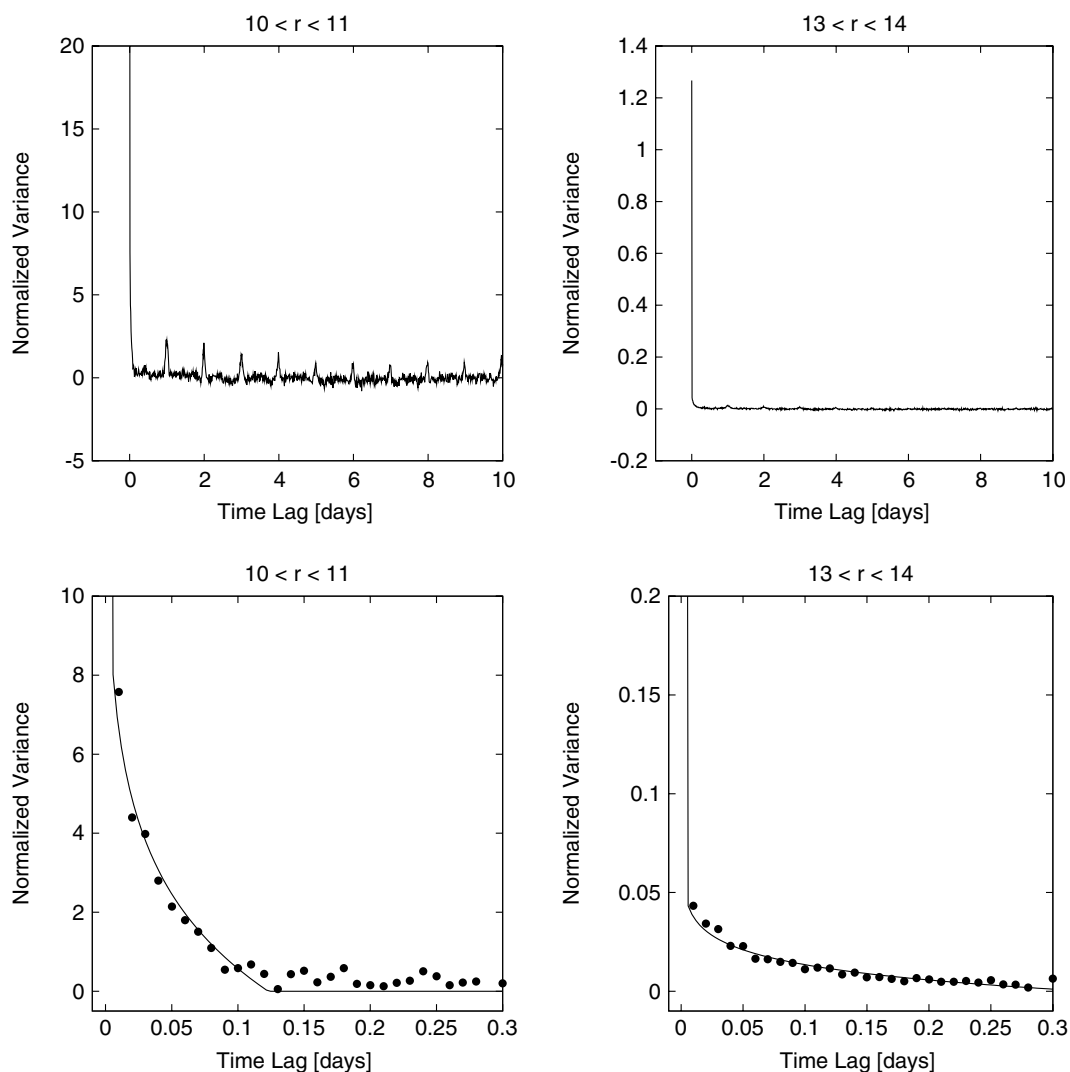 10 < r < 11
20
15
10
5
0
-5
Normalized Variance
0 2 4 6 8 10
Time Lag [days]
13 < r < 14
1.4
1.2
1
0.8
0.6
0.4
0.2
0
-0.2
Normalized Variance
0 2 4 6 8 10
Time Lag [days]
10 < r < 11
10
8
6
4
2
0
Normalized Variance
0 0.05 0.1 0.15 0.2 0.25 0.3
Time Lag [days]
13 < r < 14
0.2
0.15
0.1
0.05
0
Normalized Variance
0 0.05 0.1 0.15 0.2 0.25 0.3
Time Lag [days]